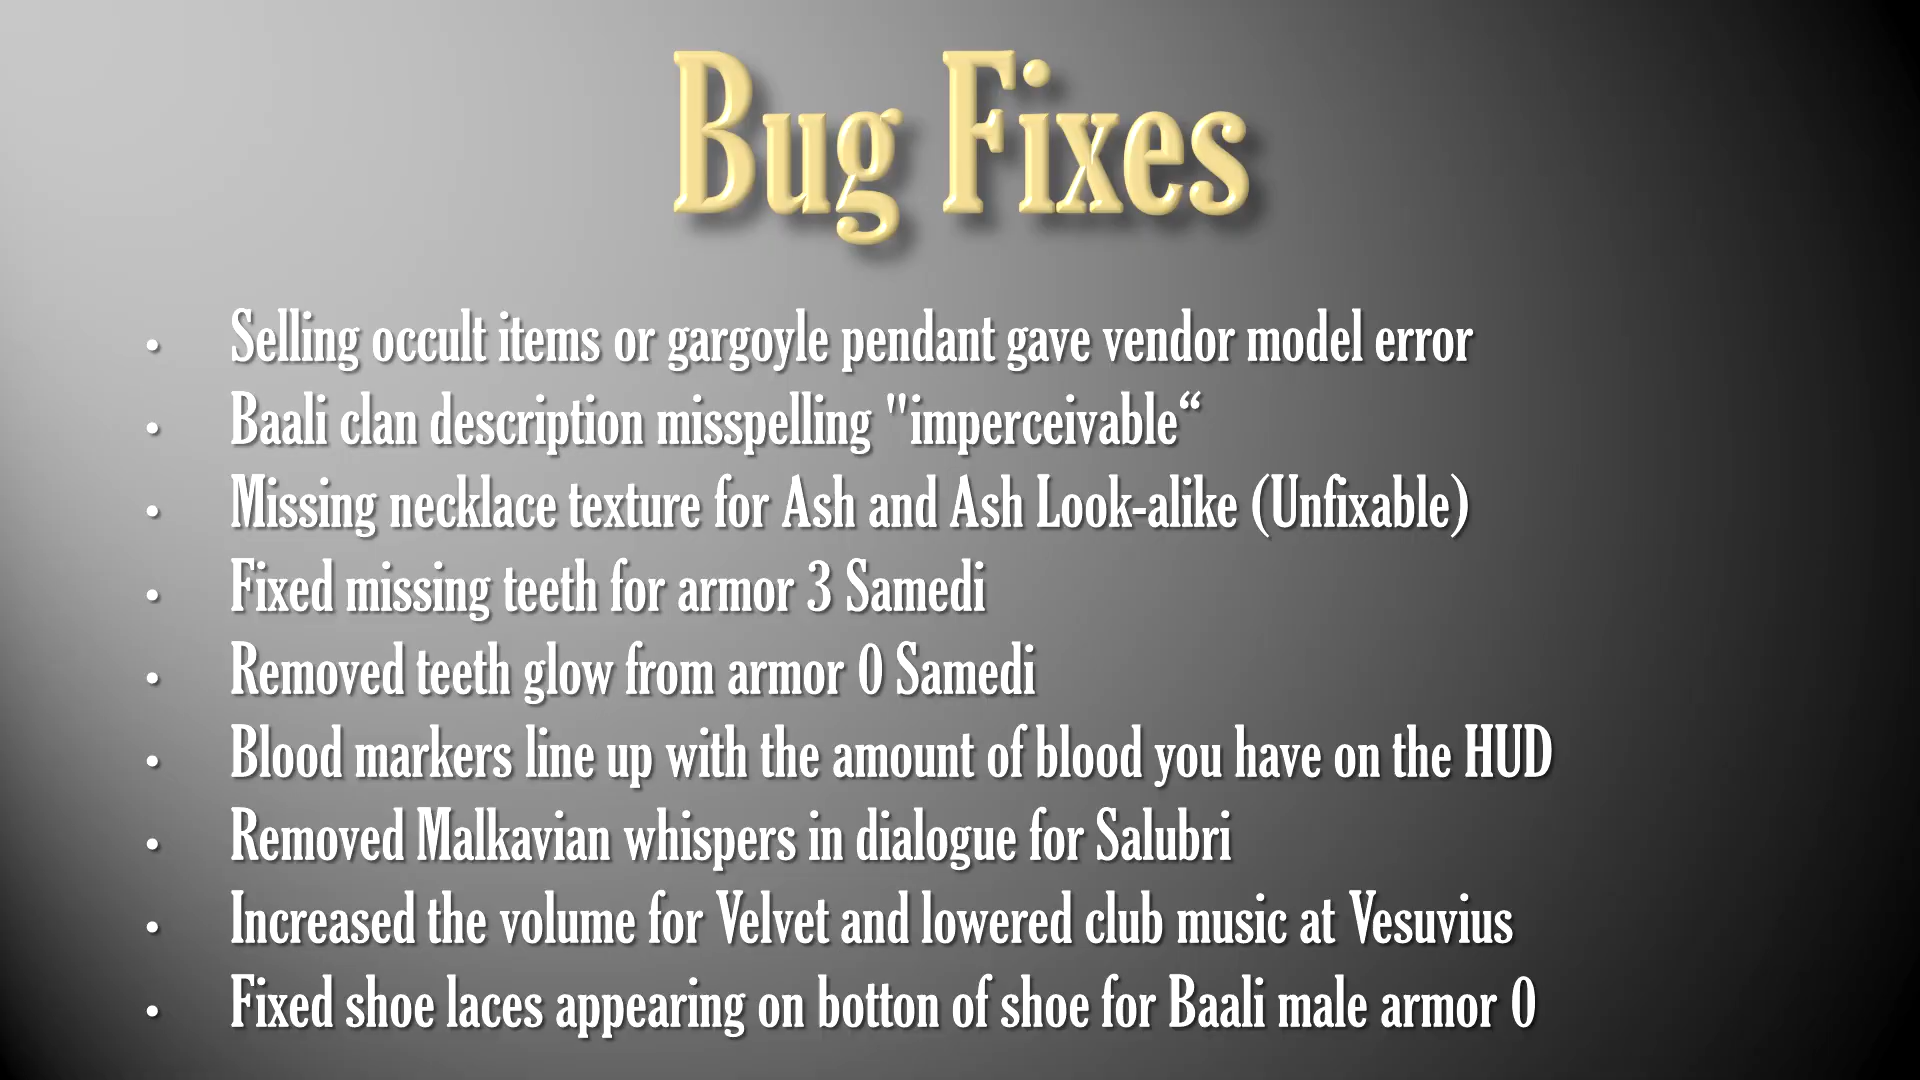 Bug Fixes
• Selling occult items or gargoyle pendant gave vendor model error
• Baali clan description misspelling "imperceivable“
• Missing necklace texture for Ash and Ash Look-alike (Unfixable)
• Fixed missing teeth for armor 3 Samedi
• Removed teeth glow from armor 0 Samedi
• Blood markers line up with the amount of blood you have on the HUD
• Removed Malkavian whispers in dialogue for Salubri
• Increased the volume for Velvet and lowered club music at Vesuvius
• Fixed shoe laces appearing on botton of shoe for Baali male armor 0